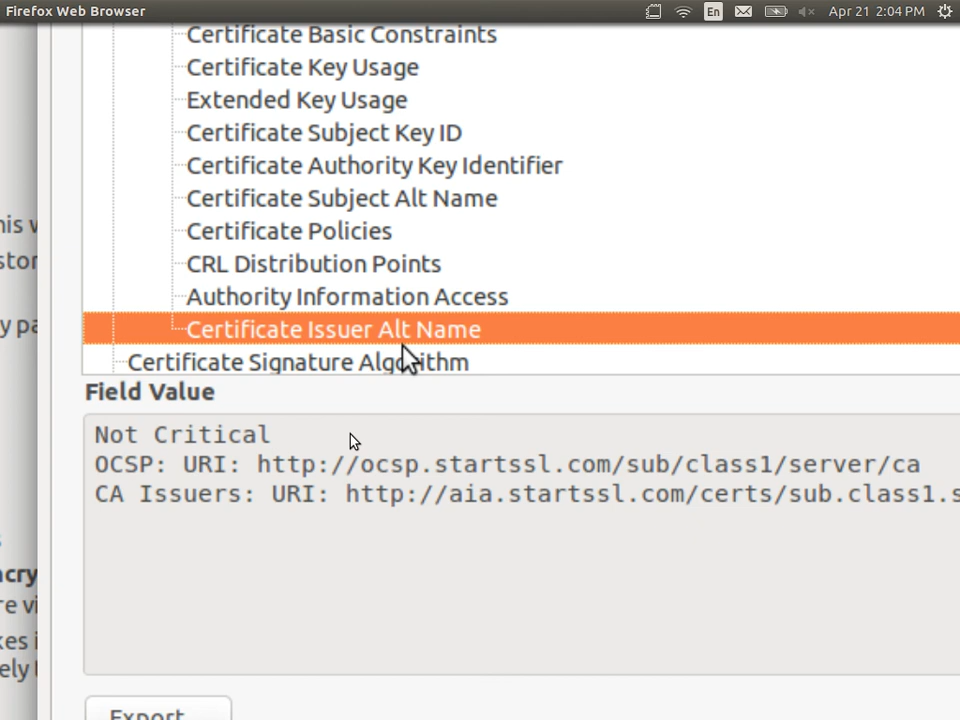 Firefox Web Browser
En
Apr 21 2:04 PM
Certificate Basic Constraints
Certificate Key Usage
Extended Key Usage
Certificate Subject Key ID
Certificate Authority Key Identifier
Certificate Subject Alt Name
Certificate Policies
CRL Distribution Points
Authority Information Access
Certificate Issuer Alt Name
Certificate Signature Algorithm
Field Value
Not Critical
OCSP: URI: http://ocsp.startssl.com/sub/class1/server/ca
CA Issuers: URI: http://aia.startssl.com/certs/sub.class1.s
Export